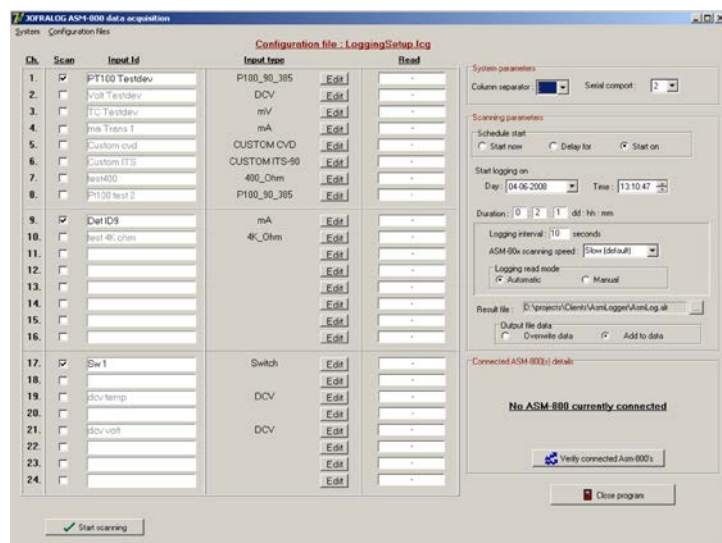 JOFRALOG ASM-800 data acquisition
System Configuration files
Configuration file : LoggingSetup.lcg
Ch. Scan Input Id Input type Read
1. PT100 Testdev P100_90_385 Edit -
2. Volt Testdev DCV Edit -
3. TC Testdev mV Edit -
4. ma Trans 1 mA Edit -
5. Custom cvd CUSTOM CVD Edit -
6. Custom ITS CUSTOM ITS-90 Edit -
7. test400 400_Ohm Edit -
8. Pt100 test 2 P100_90_385 Edit -
9. Def ID9 mA Edit -
10. test 4K ohm 4K_Ohm Edit -
11. Edit -
12. Edit -
13. Edit -
14. Edit -
15. Edit -
16. Edit -
17. Sw1 Switch Edit -
18. Edit -
19. dcv temp DCV Edit -
20. Edit -
21. dcv volt DCV Edit -
22. Edit -
23. Edit -
24. Edit -
Start scanning
System parameters
Column separator : Serial comport : 2
Scanning parameters
Schedule start
Start now Delay for Start on
Start logging on
Day : 04-06-2008 Time : 13:10:47
Duration : 0 2 1 dd : hh : mm
Logging interval : 10 seconds
ASM-80x scanning speed : Slow (default)
Logging read mode
Automatic Manual
Result file : D:\projects\Clients\AsmLogger\AsmLog.alr ...
Output file data
Overwrite data Add to data
Connected ASM-800(s) details
No ASM-800 currently connected
Verify connected Asm-800's
Close program